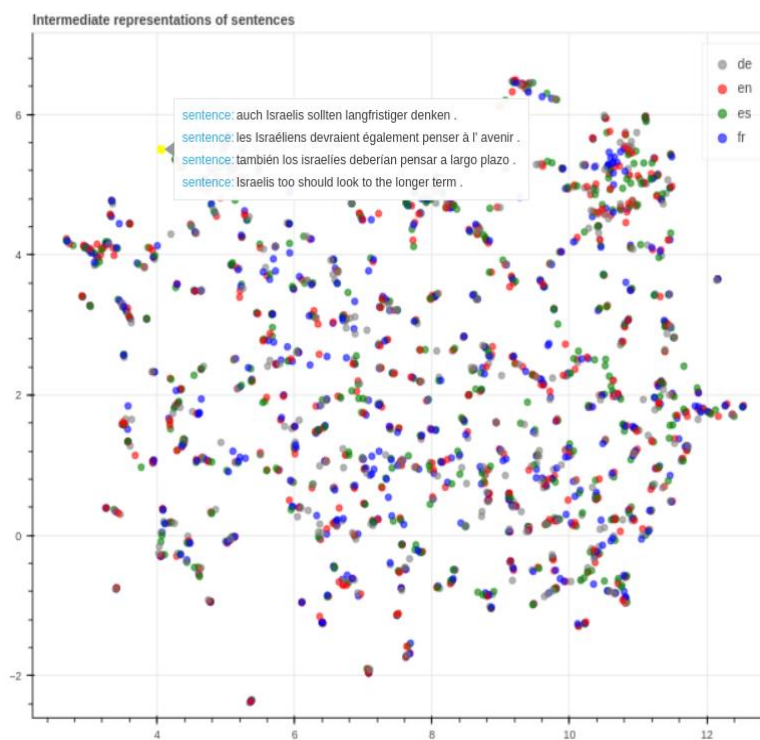 Intermediate representations of sentences
de
en
es
fr
sentence: auch Israelis sollten langfristiger denken .
sentence: les Israéliens devraient également penser à l' avenir .
sentence: también los israelíes deberían pensar a largo plazo .
sentence: Israelis too should look to the longer term .
6
4
2
0
−2
4
6
8
10
12